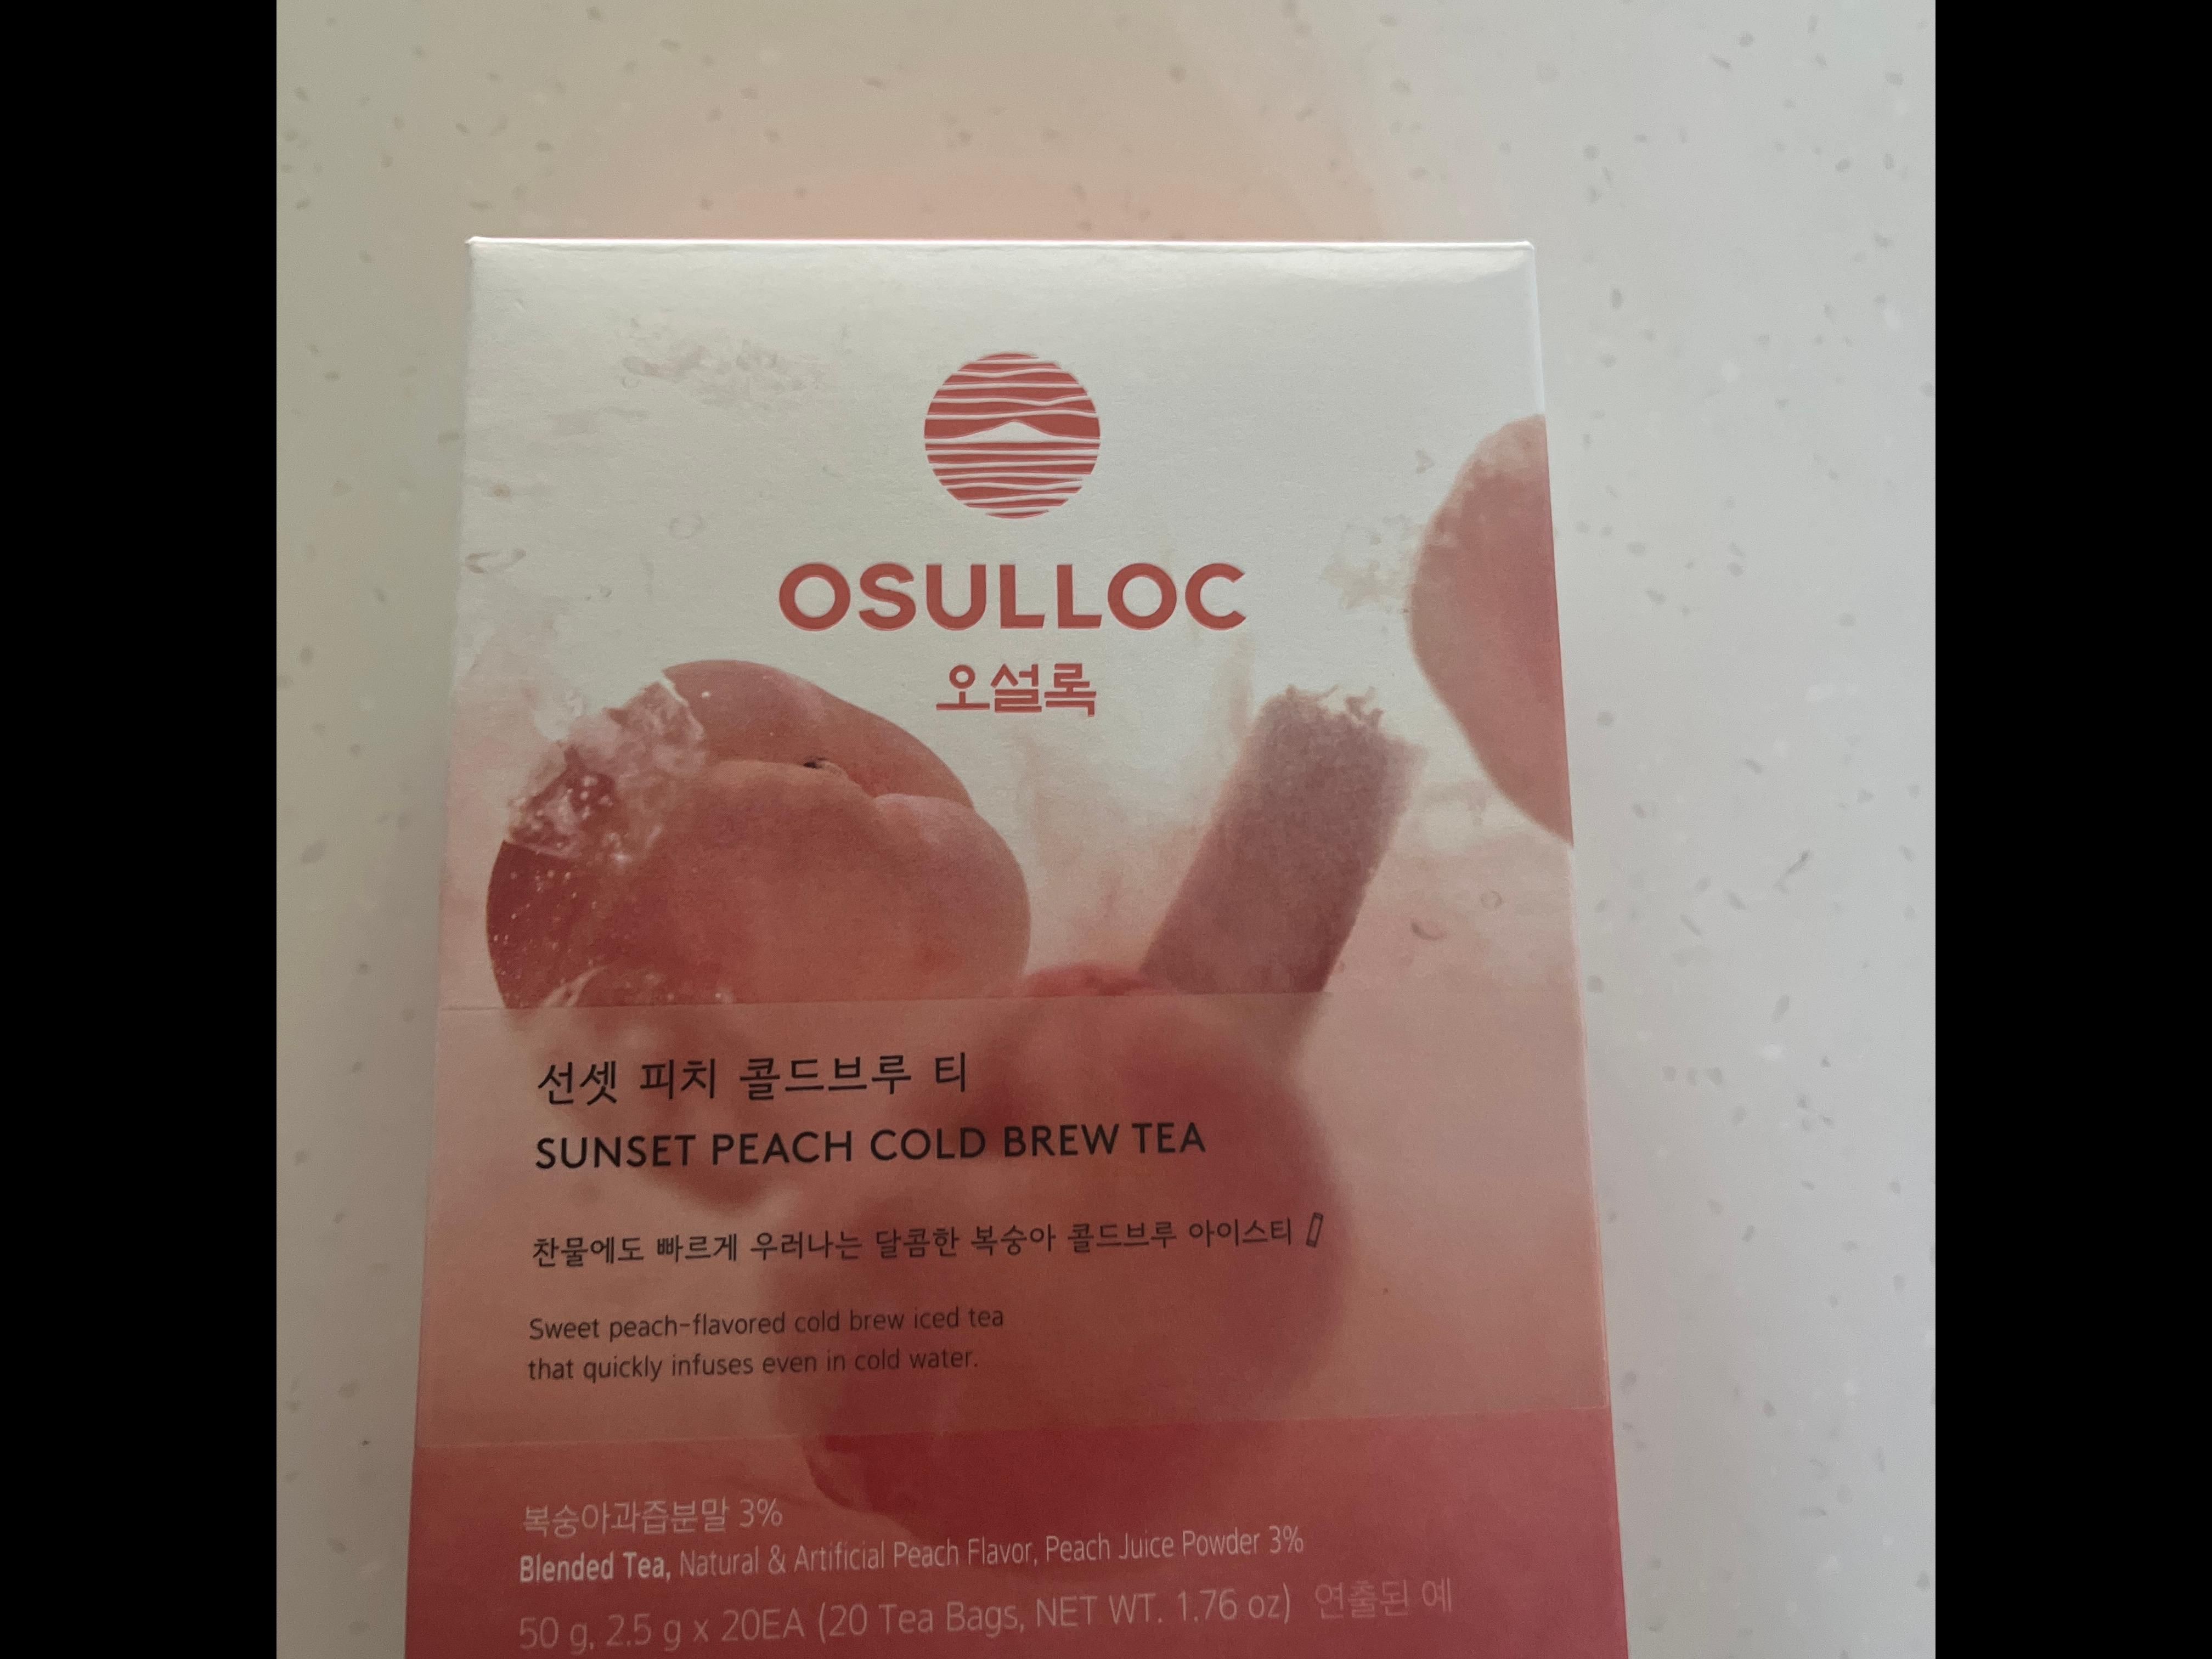 OSULLOC
오설록
선셋 피치 콜드브루 티
SUNSET PEACH COLD BREW TEA
찬물에도 빠르게 우러나는 달콤한 복숭아 콜드브루 아이스티
Sweet peach-flavored cold brew iced tea
that quickly infuses even in cold water.
복숭아과즙분말 3%
Blended Tea, Natural & Artificial Peach Flavor, Peach Juice Powder 3%
50 g, 2.5 g x 20EA (20 Tea Bags, NET WT. 1.76 oz) 연출된 예